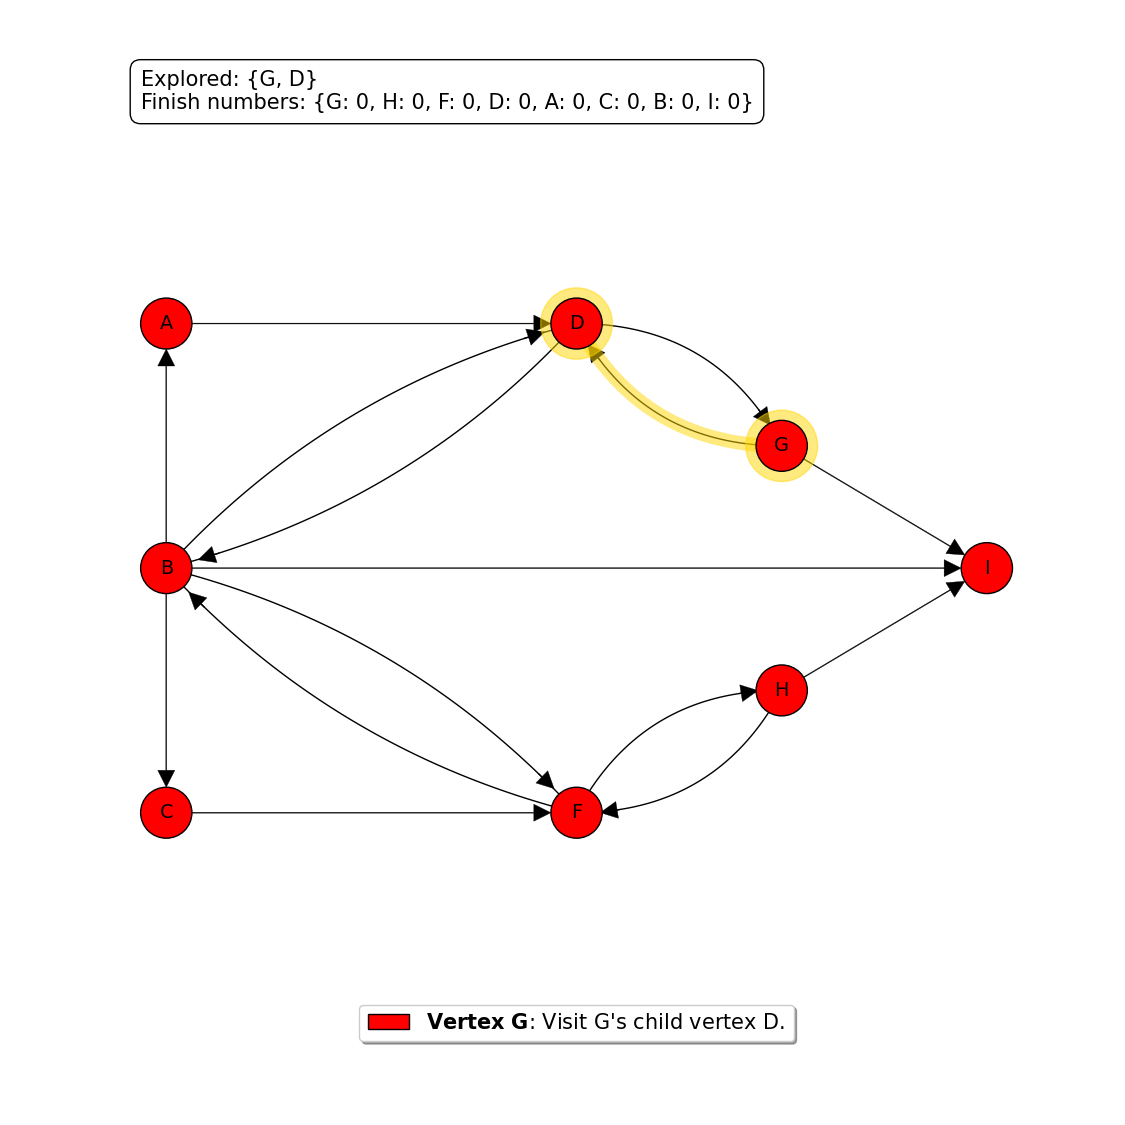 Explored: {G, D}
Finish numbers: {G: 0, H: 0, F: 0, D: 0, A: 0, C: 0, B: 0, I: 0}
A
D
G
B
I
H
C
F
Vertex G: Visit G's child vertex D.